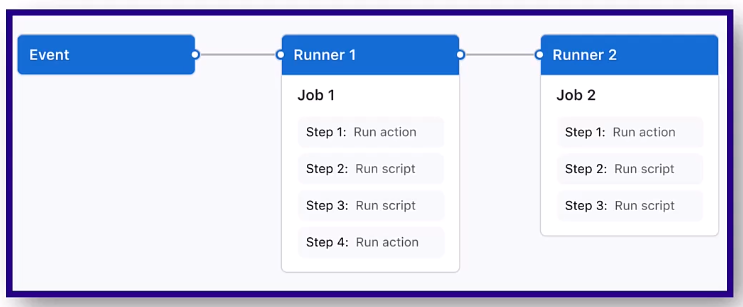 Event
Runner 1
Job 1
Step 1: Run action
Step 2: Run script
Step 3: Run script
Step 4: Run action
Runner 2
Job 2
Step 1: Run action
Step 2: Run script
Step 3: Run script